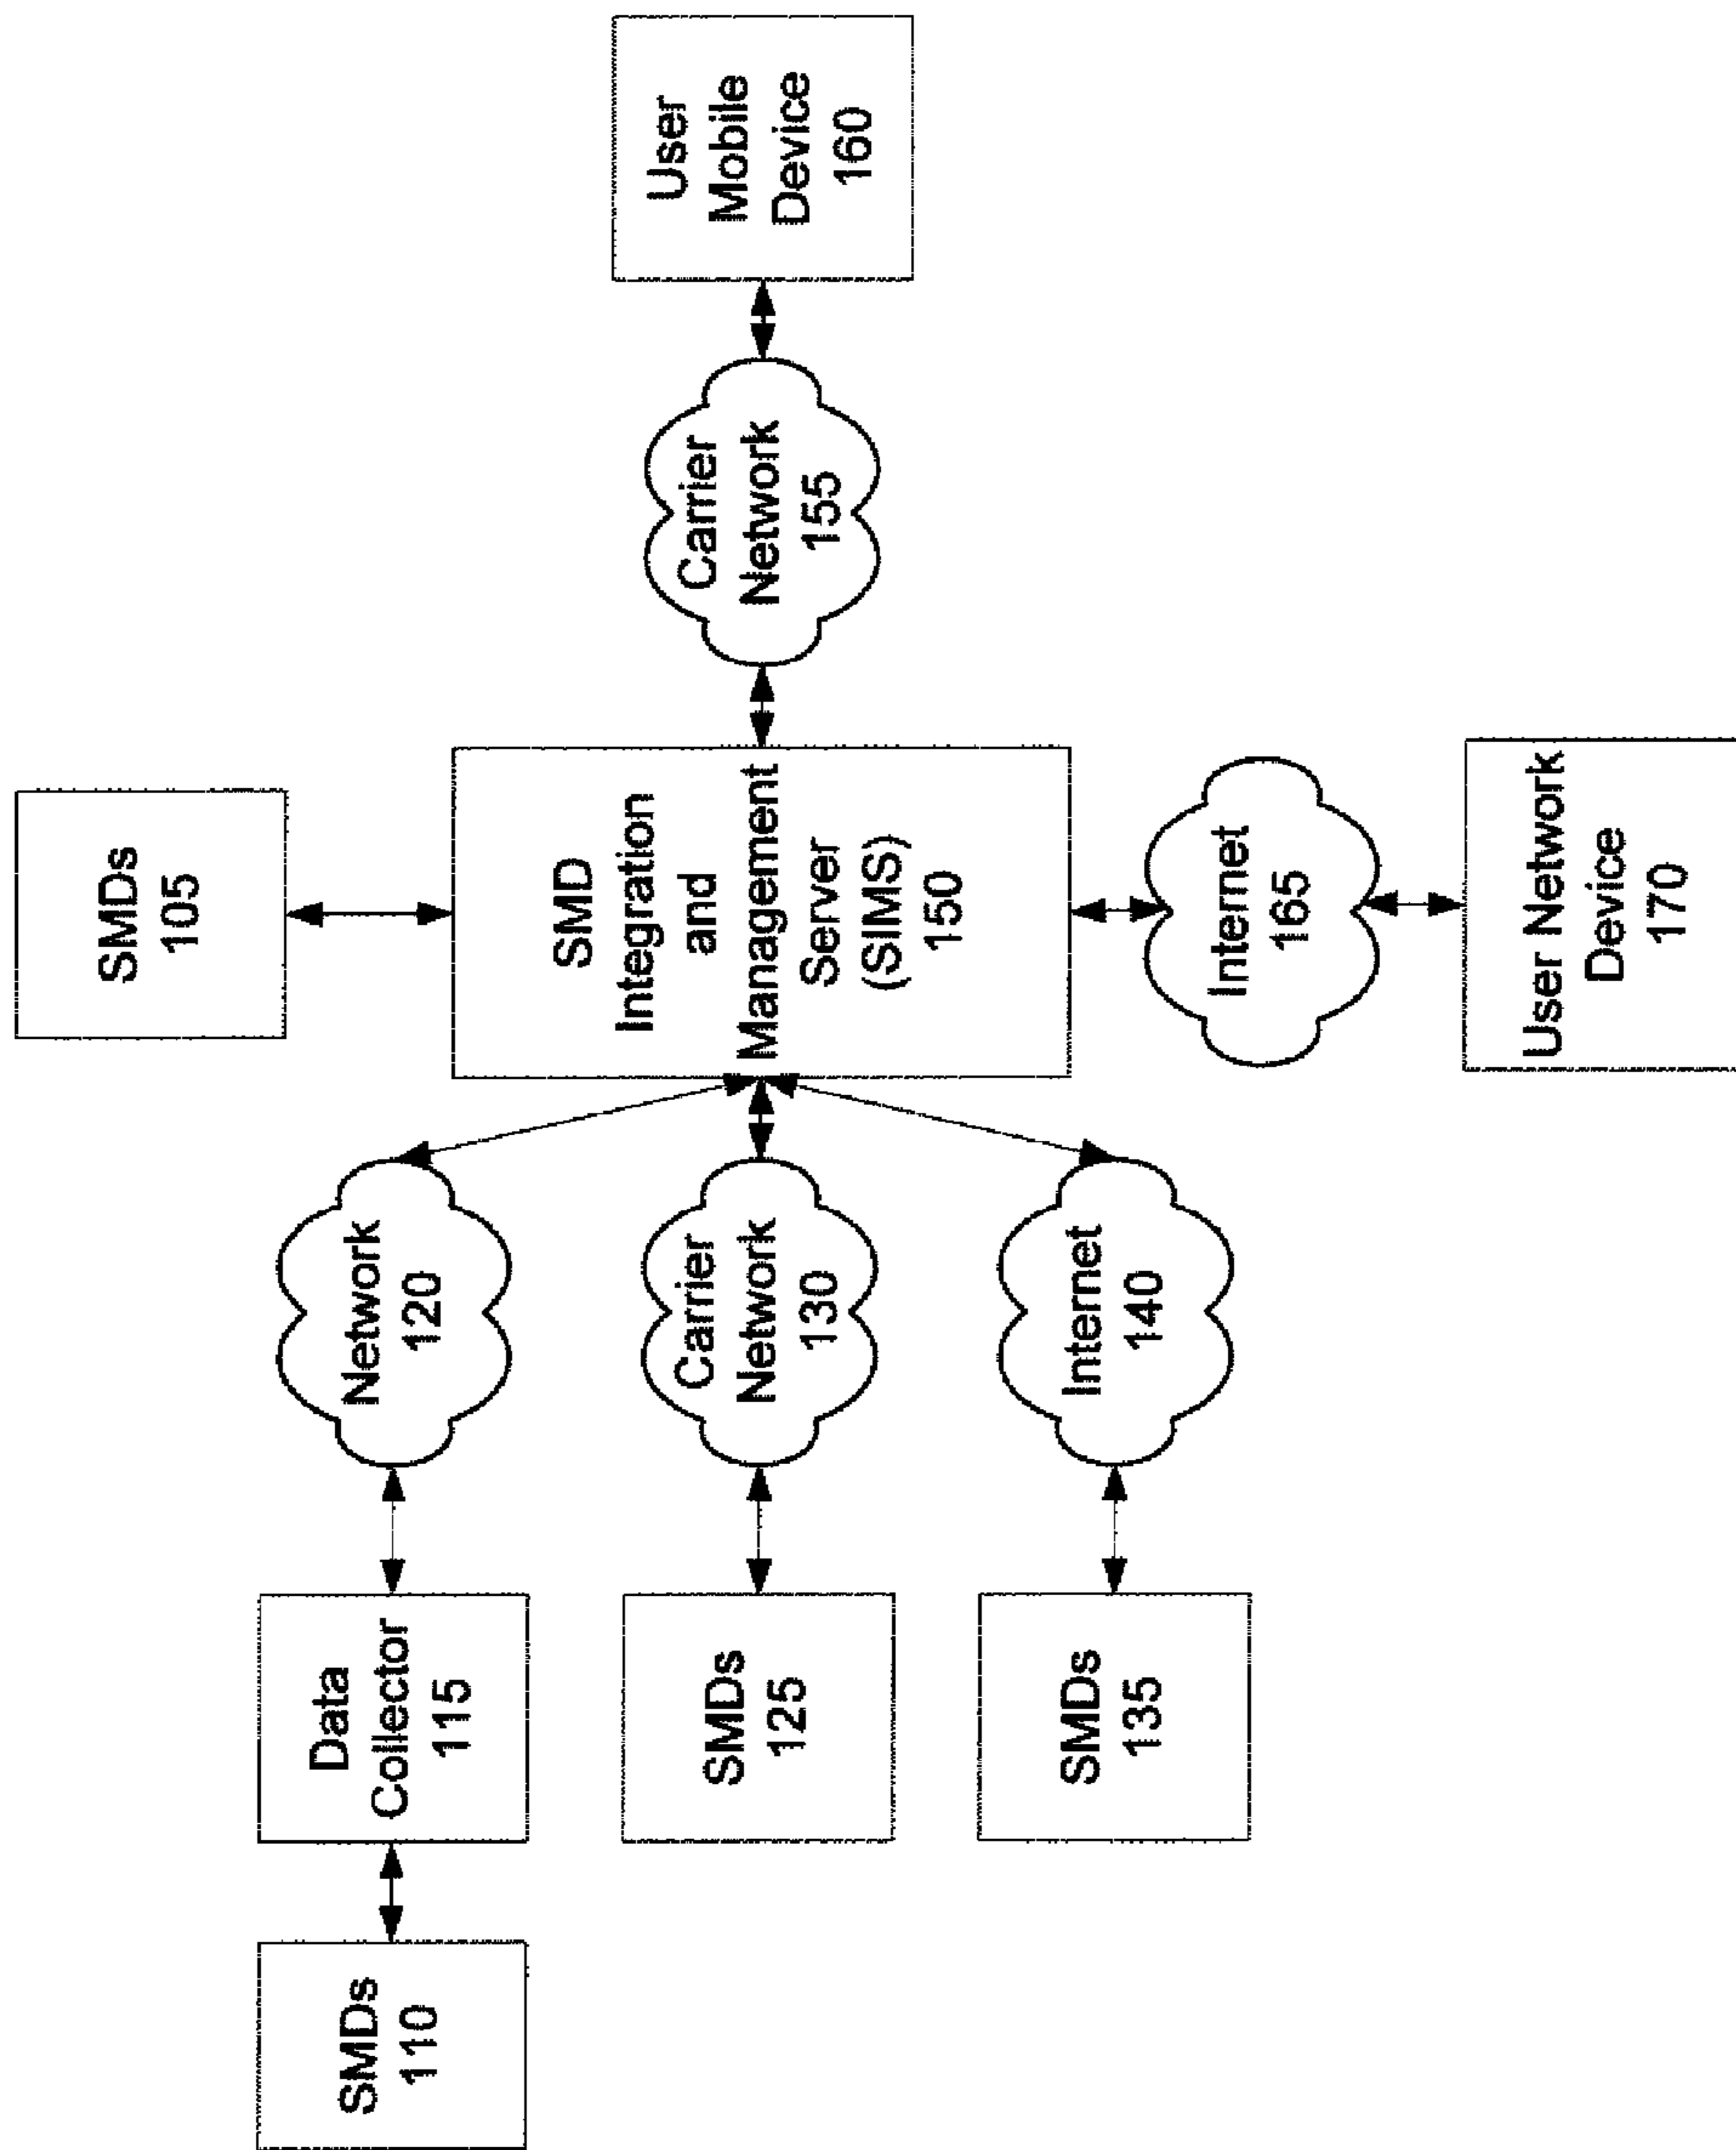 SMDs
110
Data
Collector
115
Network
120
SMDs
125
Carrier
Network
130
SMDs
135
Internet
140
SMDs
105
SMD
Integration
and
Management
Server
(SIMS)
150
Carrier
Network
155
User
Mobile
Device
160
Internet
165
User Network
Device
170